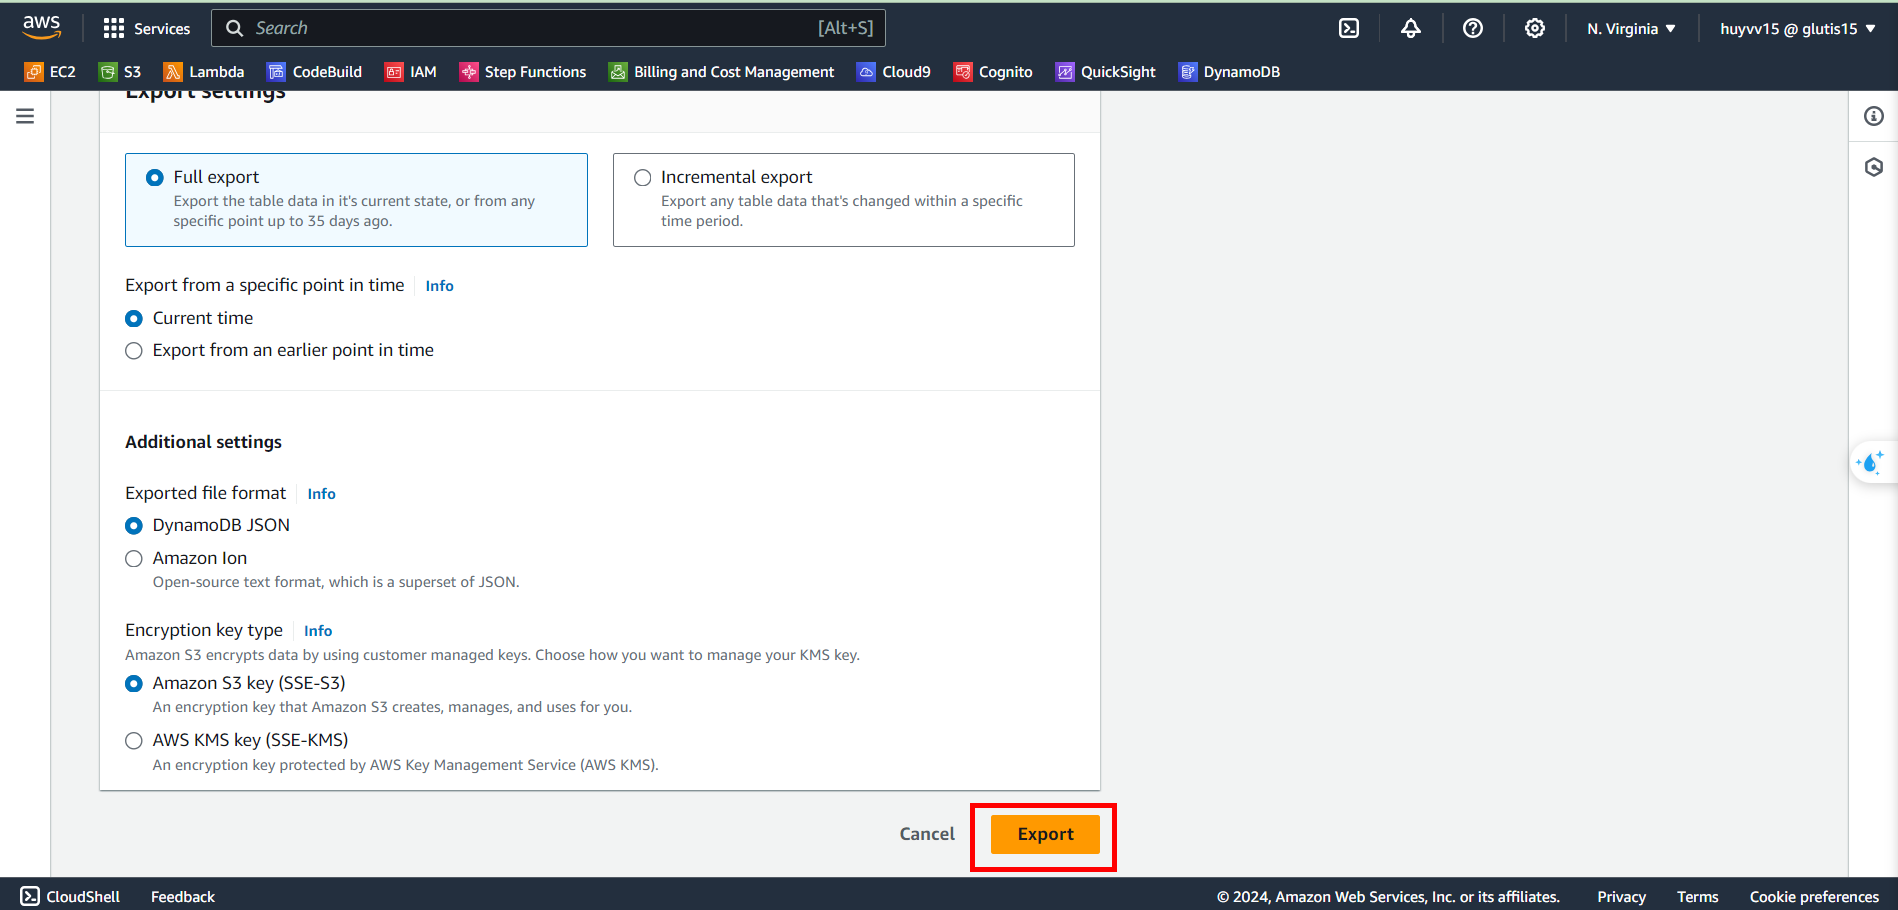 aws
Services
Search
[Alt+S]
N. Virginia
huyvv15 @ glutis15
EC2
S3
Lambda
CodeBuild
IAM
Step Functions
Billing and Cost Management
Cloud9
Cognito
QuickSight
DynamoDB
Export settings
Full export
Export the table data in it's current state, or from any
specific point up to 35 days ago.
Incremental export
Export any table data that's changed within a specific
time period.
Export from a specific point in time
Info
Current time
Export from an earlier point in time
Additional settings
Exported file format
Info
DynamoDB JSON
Amazon Ion
Open-source text format, which is a superset of JSON.
Encryption key type
Info
Amazon S3 encrypts data by using customer managed keys. Choose how you want to manage your KMS key.
Amazon S3 key (SSE-S3)
An encryption key that Amazon S3 creates, manages, and uses for you.
AWS KMS key (SSE-KMS)
An encryption key protected by AWS Key Management Service (AWS KMS).
Cancel
Export
CloudShell
Feedback
© 2024, Amazon Web Services, Inc. or its affiliates.
Privacy
Terms
Cookie preferences